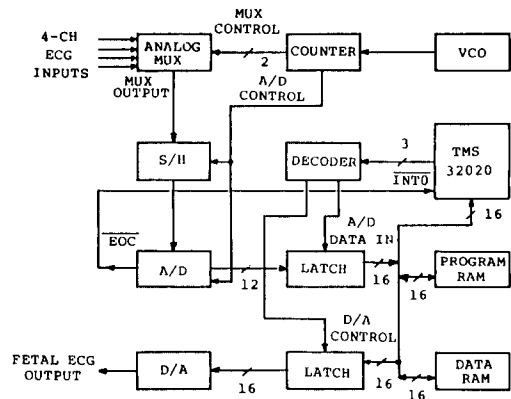 MUX
CONTROL
4-CH
ECG
INPUTS
ANALOG
MUX
2
COUNTER
VCO
MUX
OUTPUT
A/D
CONTROL
S/H
DECODER
3
TMS
32020
INT0
16
EOC
A/D
DATA IN
A/D
12
LATCH
16
16
PROGRAM
RAM
D/A
CONTROL
FETAL ECG
OUTPUT
D/A
16
LATCH
16
16
DATA
RAM